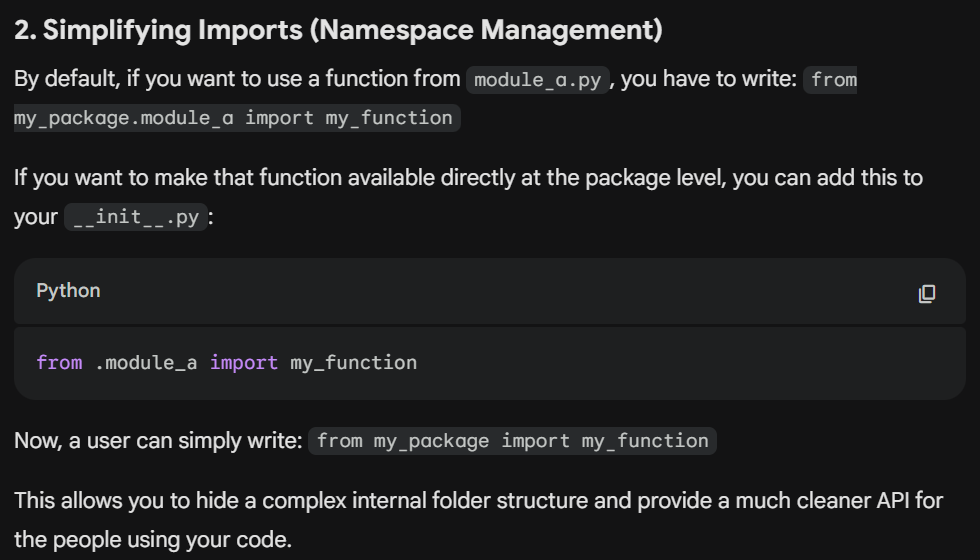 2. Simplifying Imports (Namespace Management)
By default, if you want to use a function from module_a.py, you have to write: from
my_package.module_a import my_function
If you want to make that function available directly at the package level, you can add this to
your __init__.py:
Python
from .module_a import my_function
Now, a user can simply write: from my_package import my_function
This allows you to hide a complex internal folder structure and provide a much cleaner API for
the people using your code.